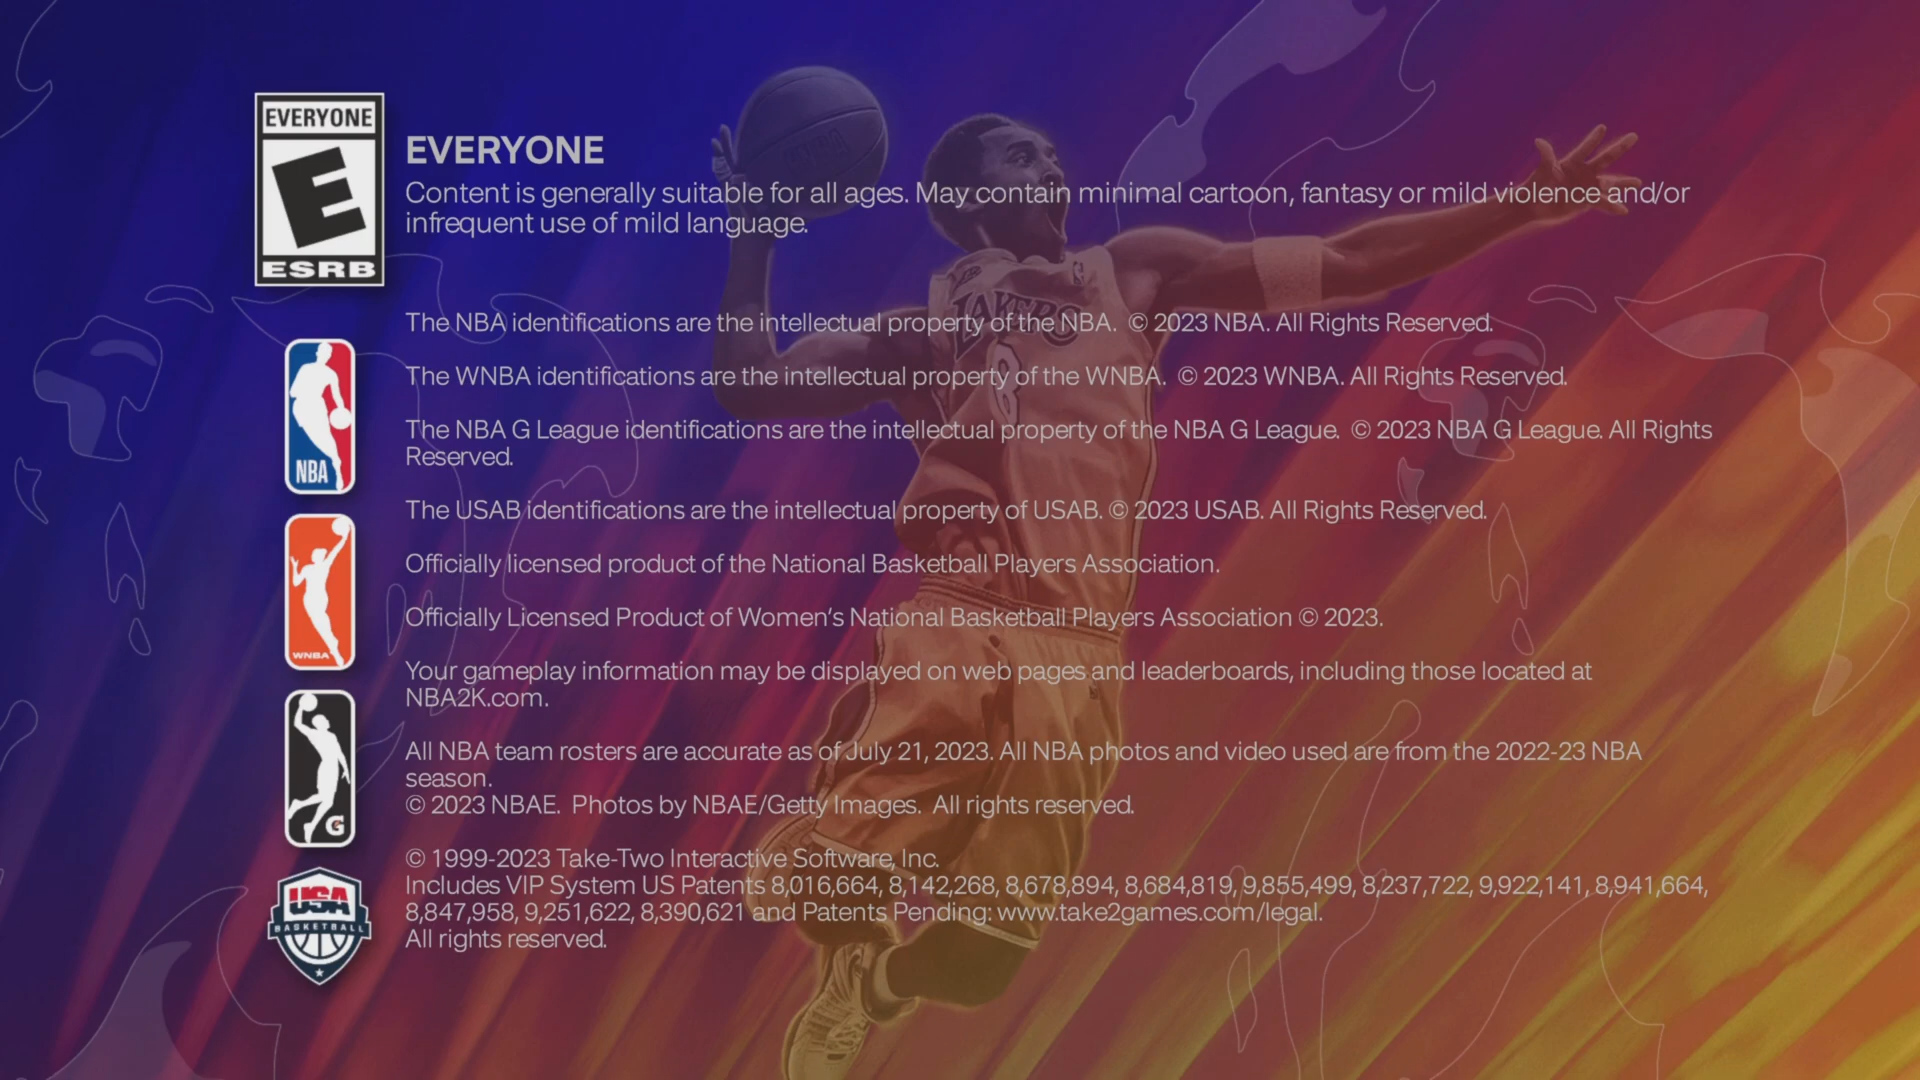 EVERYONE
E
ESRB
EVERYONE
Content is generally suitable for all ages. May contain minimal cartoon, fantasy or mild violence and/or
infrequent use of mild language.
LAKERS
8
The NBA identifications are the intellectual property of the NBA.  © 2023 NBA. All Rights Reserved.
The WNBA identifications are the intellectual property of the WNBA.  © 2023 WNBA. All Rights Reserved.
The NBA G League identifications are the intellectual property of the NBA G League.  © 2023 NBA G League. All Rights
Reserved.
NBA
The USAB identifications are the intellectual property of USAB. © 2023 USAB. All Rights Reserved.
Officially licensed product of the National Basketball Players Association.
Officially Licensed Product of Women’s National Basketball Players Association © 2023.
WNBA
Your gameplay information may be displayed on web pages and leaderboards, including those located at
NBA2K.com.
All NBA team rosters are accurate as of July 21, 2023. All NBA photos and video used are from the 2022-23 NBA
season.
© 2023 NBAE.  Photos by NBAE/Getty Images.  All rights reserved.
G
© 1999-2023 Take-Two Interactive Software, Inc.
Includes VIP System US Patents 8,016,664, 8,142,268, 8,678,894, 8,684,819, 9,855,499, 8,237,722, 9,922,141, 8,941,664,
8,847,958, 9,251,622, 8,390,621 and Patents Pending: www.take2games.com/legal.
All rights reserved.
USA
BASKETBALL